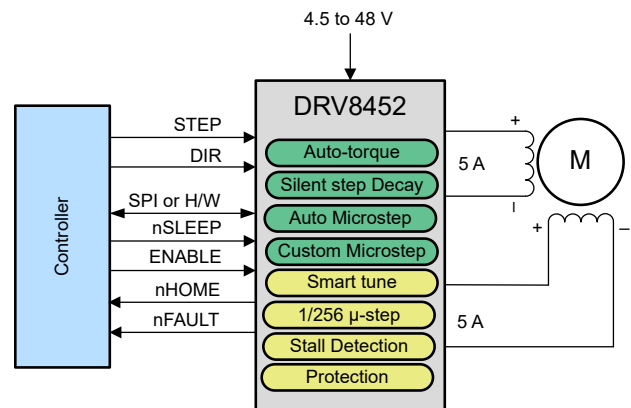 4.5 to 48 V
DRV8452
Controller
STEP
DIR
SPI or H/W
nSLEEP
ENABLE
nHOME
nFAULT
Auto-torque
Silent step Decay
Auto Microstep
Custom Microstep
Smart tune
1/256 µ-step
Stall Detection
Protection
+
5 A
–
M
+ –
5 A